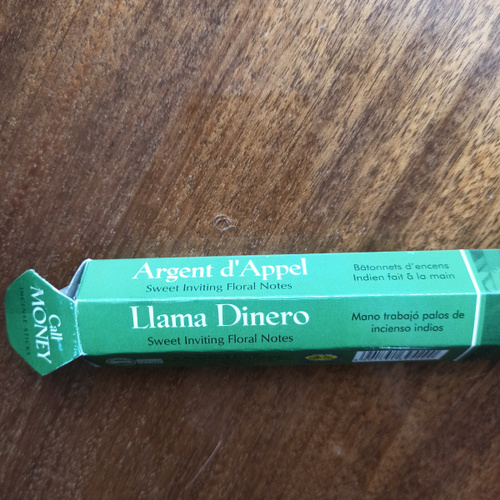 Argent d'Appel
Sweet Inviting Floral Notes
Bâtonnets d'encens
Indien fait & la main
Llama Dinero
Sweet Inviting Floral Notes
Mano trabajó palos de
incienso indios
Call
MONEY
INCENSE STICKS